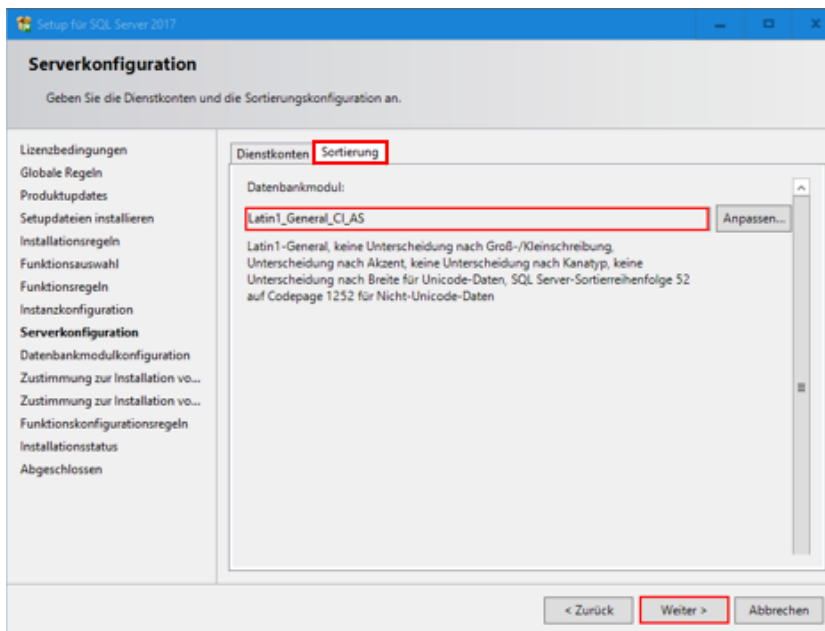 Setup für SQL Server 2017
Serverkonfiguration
Geben Sie die Dienstkonten und die Sortierungskonfiguration an.
Lizenzbedingungen
Globale Regeln
Produktupdates
Setupdateien installieren
Installationsregeln
Funktionsauswahl
Funktionsregeln
Instanzkonfiguration
Serverkonfiguration
Datenbankmodulkonfiguration
Zustimmung zur Installation vo...
Zustimmung zur Installation vo...
Funktionskonfigurationsregeln
Installationsstatus
Abgeschlossen
Dienstkonten Sortierung
Datenbankmodul:
Latin1_General_CI_AS Anpassen...
Latin1-General, keine Unterscheidung nach Groß-/Kleinschreibung,
Unterscheidung nach Akzent, keine Unterscheidung nach Kanatyp, keine
Unterscheidung nach Breite für Unicode-Daten, SQL Server-Sortierreihenfolge 52
auf Codepage 1252 für Nicht-Unicode-Daten
< Zurück Weiter > Abbrechen